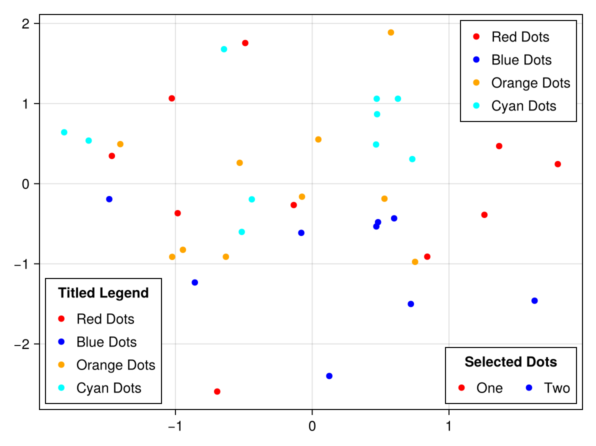 2
1
0
−1
−2
−1
0
1
Red Dots
Blue Dots
Orange Dots
Cyan Dots
Titled Legend
Red Dots
Blue Dots
Orange Dots
Cyan Dots
Selected Dots
One Two